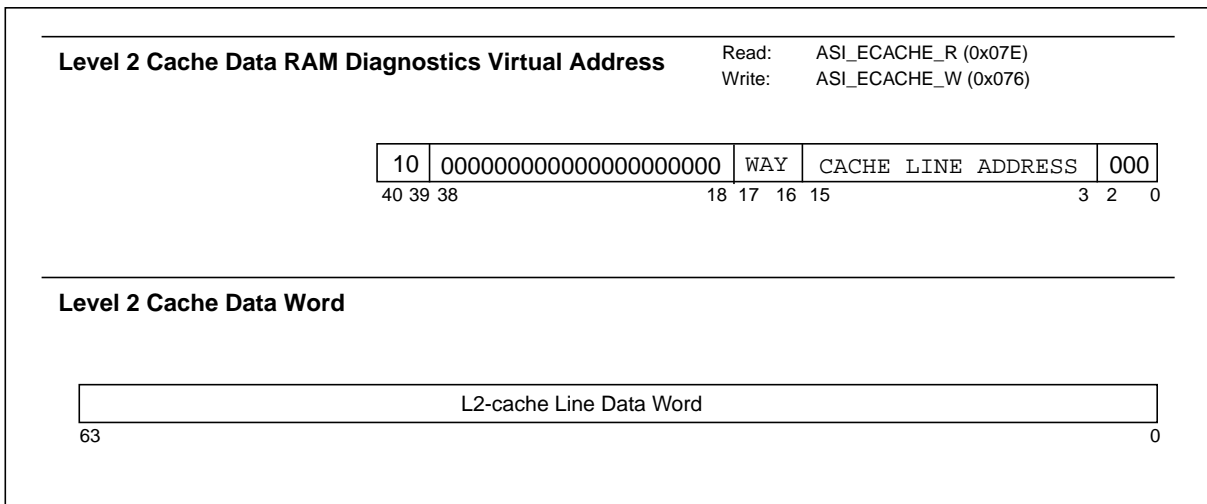 Level 2 Cache Data RAM Diagnostics Virtual Address
Read: ASI_ECACHE_R (0x07E)
Write: ASI_ECACHE_W (0x076)
10 000000000000000000000 WAY CACHE LINE ADDRESS 000
40 39 38 18 17 16 15 3 2 0
Level 2 Cache Data Word
L2-cache Line Data Word
63 0